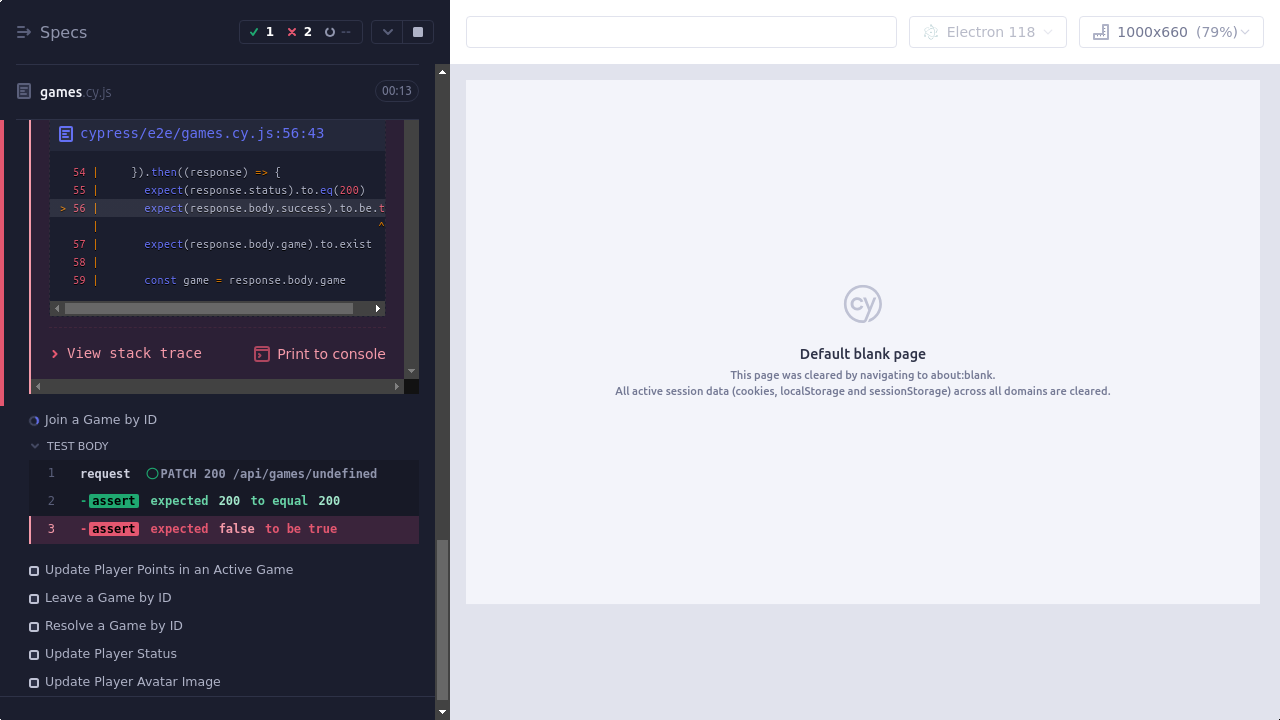 Specs
1
2
--
Electron 118
1000x660 (79%)
games.cy.js
00:13
cypress/e2e/games.cy.js:56:43
54 | }).then((response) => {
55 | expect(response.status).to.eq(200)
> 56 | expect(response.body.success).to.be.t
| ^
57 | expect(response.body.game).to.exist
58 |
59 | const game = response.body.game
View stack trace
Print to console
Join a Game by ID
TEST BODY
1 request PATCH 200 /api/games/undefined
2 -assert expected 200 to equal 200
3 -assert expected false to be true
Update Player Points in an Active Game
Leave a Game by ID
Resolve a Game by ID
Update Player Status
Update Player Avatar Image
cy
Default blank page
This page was cleared by navigating to about:blank.
All active session data (cookies, localStorage and sessionStorage) across all domains are cleared.